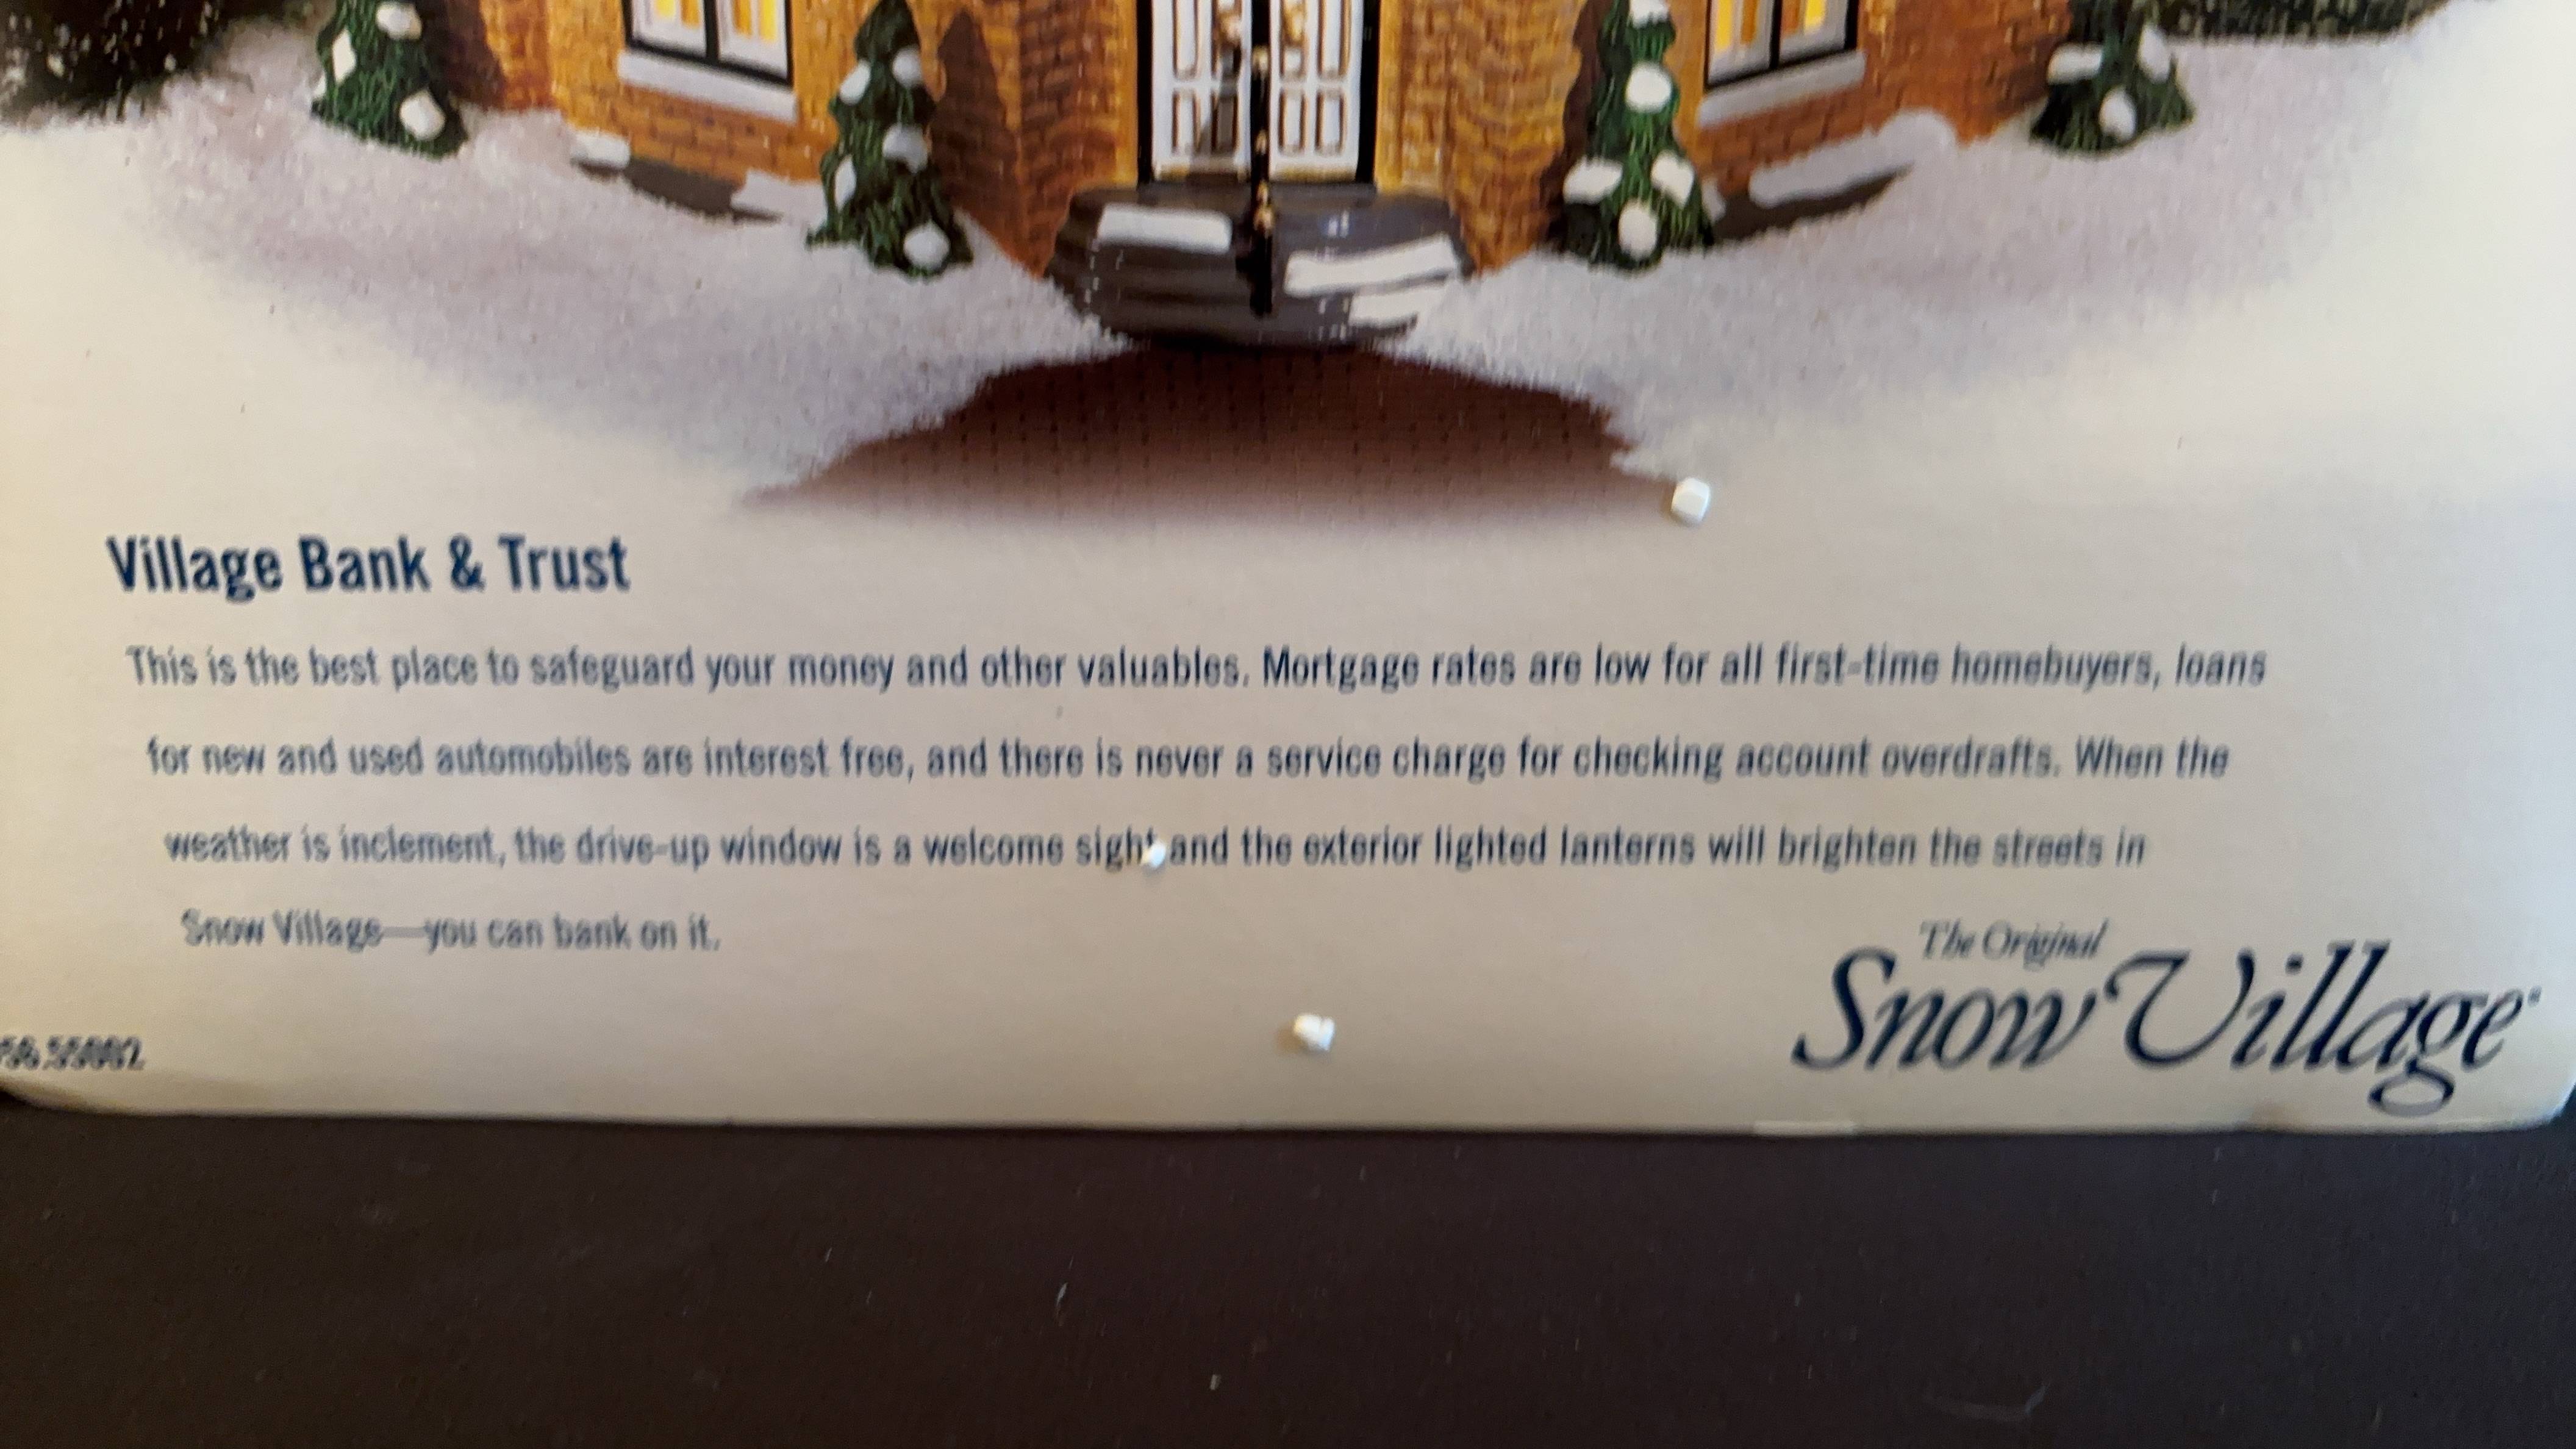 Village Bank & Trust
This is the best place to safeguard your money and other valuables. Mortgage rates are low for all first-time homebuyers, loans
for new and used automobiles are interest free, and there is never a service charge for checking account overdrafts. When the
weather is inclement, the drive-up window is a welcome sight and the exterior lighted lanterns will brighten the streets in
Snow Village—you can bank on it.
The Original
Snow Village